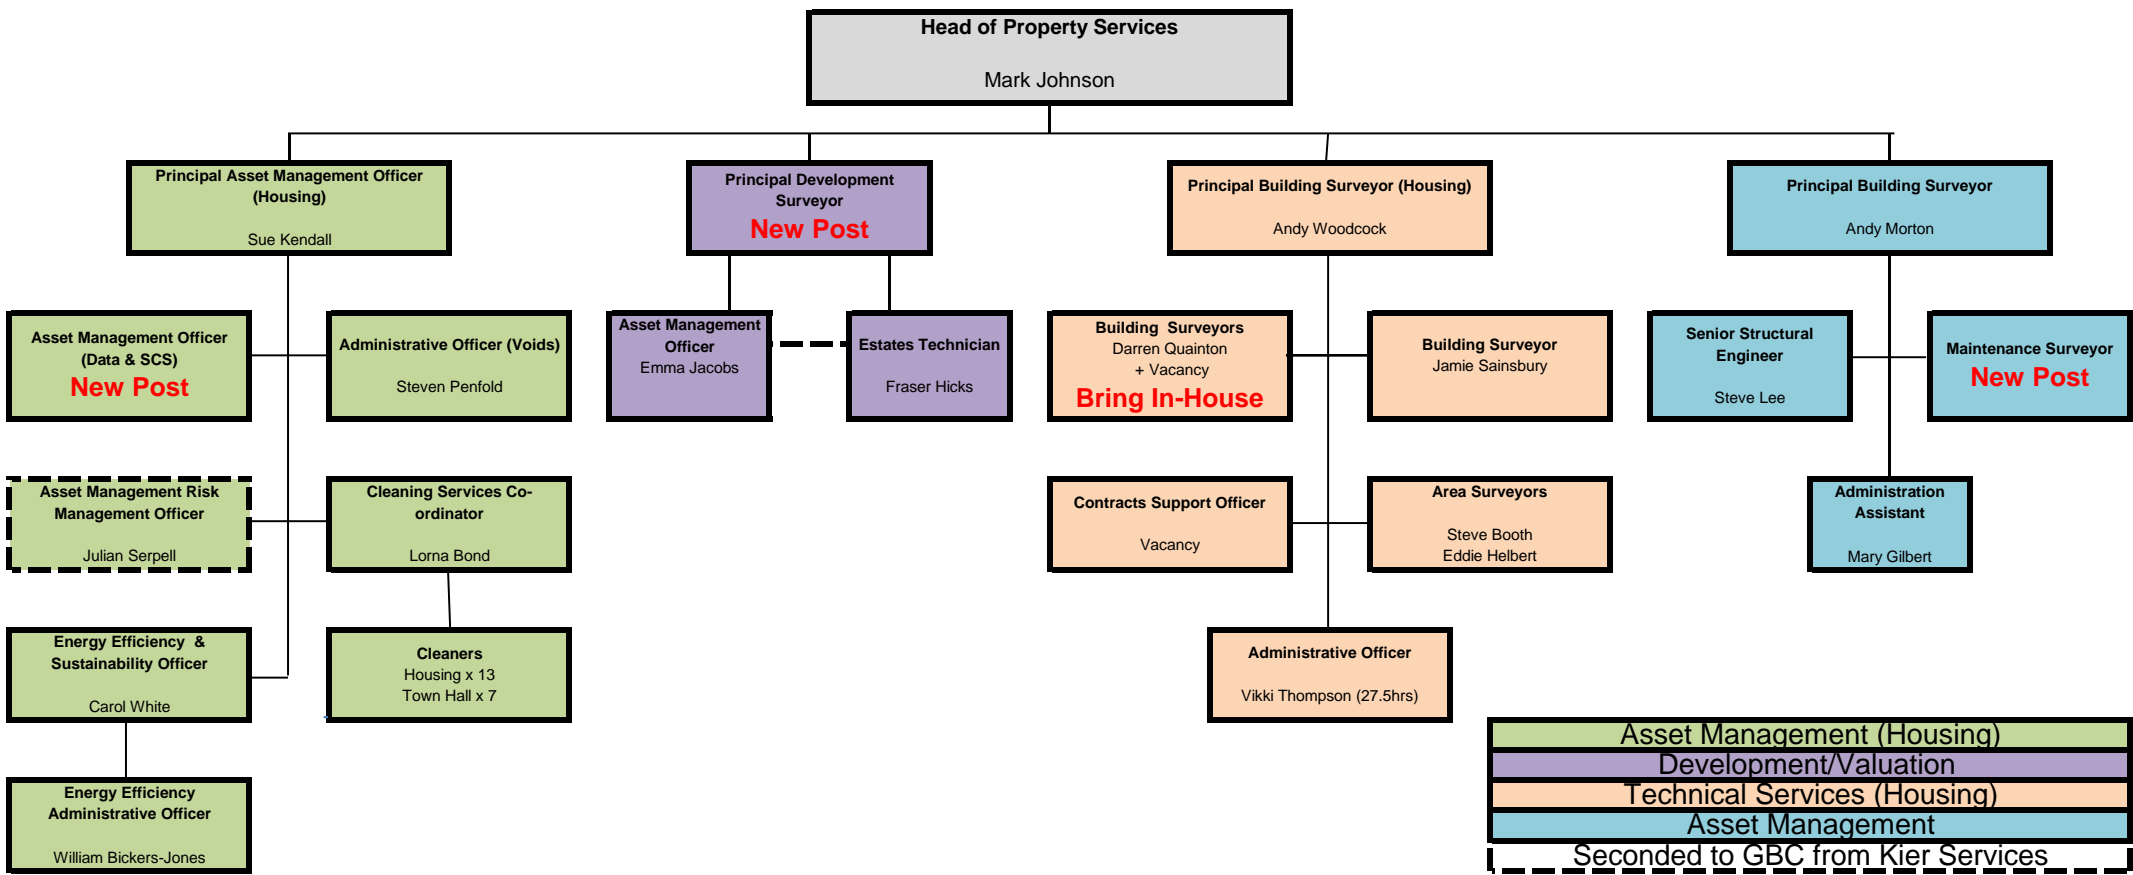 Head of Property Services
Mark Johnson
Principal Asset Management Officer
(Housing)
Sue Kendall
Principal Development
Surveyor
New Post
Principal Building Surveyor (Housing)
Andy Woodcock
Principal Building Surveyor
Andy Morton
Asset Management Officer
(Data & SCS)
New Post
Administrative Officer (Voids)
Steven Penfold
Asset Management
Officer
Emma Jacobs
Estates Technician
Fraser Hicks
Building Surveyors
Darren Quainton
+ Vacancy
Bring In-House
Building Surveyor
Jamie Sainsbury
Senior Structural
Engineer
Steve Lee
Maintenance Surveyor
New Post
Asset Management Risk
Management Officer
Julian Serpell
Cleaning Services Co-
ordinator
Lorna Bond
Contracts Support Officer
Vacancy
Area Surveyors
Steve Booth
Eddie Helbert
Administration
Assistant
Mary Gilbert
Energy Efficiency &
Sustainability Officer
Carol White
Cleaners
Housing x 13
Town Hall x 7
Administrative Officer
Vikki Thompson (27.5hrs)
Energy Efficiency
Administrative Officer
William Bickers-Jones
Asset Management (Housing)
Development/Valuation
Technical Services (Housing)
Asset Management
Seconded to GBC from Kier Services